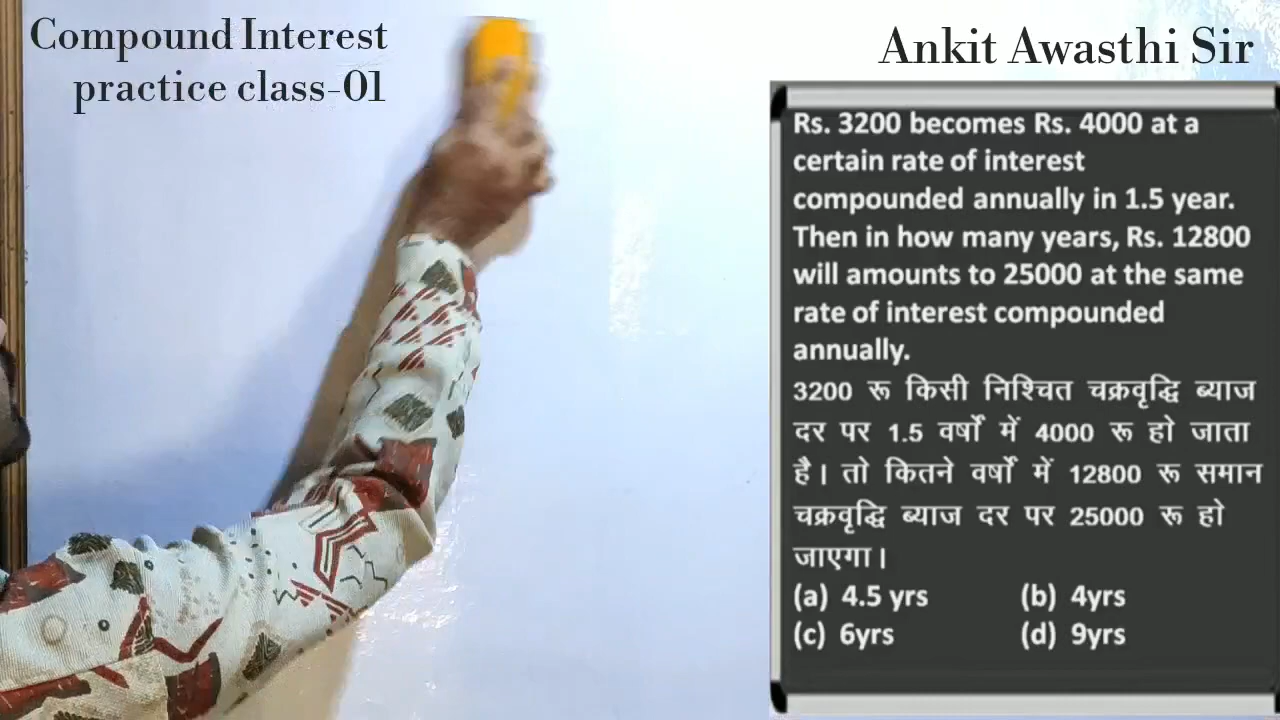 Compound Interest
practice class-01
Ankit Awasthi Sir
Rs. 3200 becomes Rs. 4000 at a
certain rate of interest
compounded annually in 1.5 year.
Then in how many years, Rs. 12800
will amounts to 25000 at the same
rate of interest compounded
annually.
3200 रू किसी निश्चित चक्रवृद्धि ब्याज
दर पर 1.5 वर्षों में 4000 रू हो जाता
है। तो कितने वर्षों में 12800 रू समान
चक्रवृद्धि ब्याज दर पर 25000 रू हो
जाएगा।
(a) 4.5 yrs (b) 4yrs
(c) 6yrs (d) 9yrs